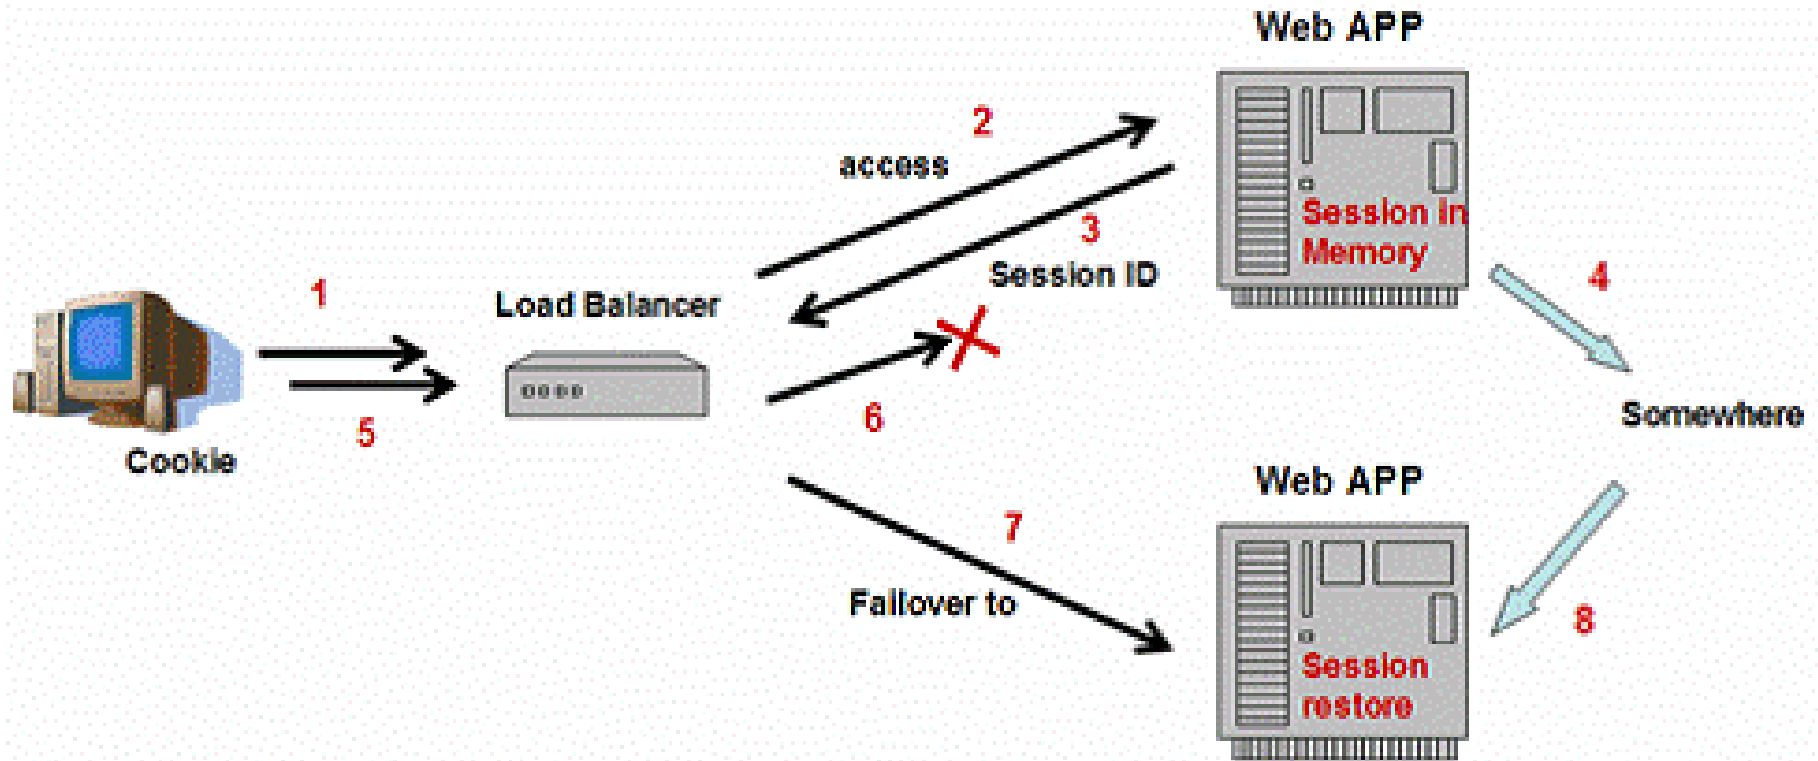 Web APP
2
access
3
Session in
Memory
Session ID
4
1
Load Balancer
5
6
Somewhere
Cookie
Web APP
7
Failover to
8
Session
restore